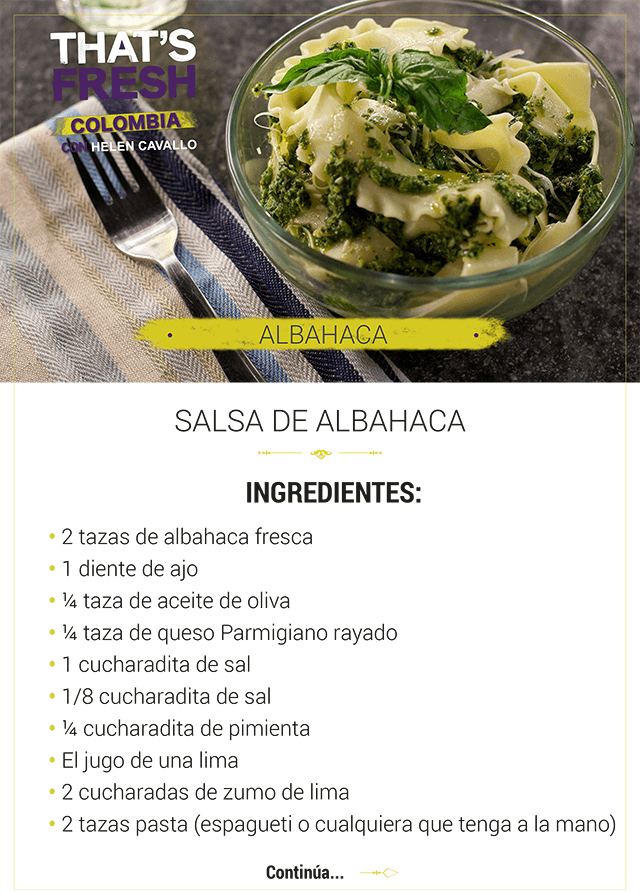 THAT'S
FRESH
COLOMBIA
CON HELEN CAVALLO
ALBAHACA
SALSA DE ALBAHACA
INGREDIENTES:
• 2 tazas de albahaca fresca
• 1 diente de ajo
• ¼ taza de aceite de oliva
• ¼ taza de queso Parmigiano rayado
• 1 cucharadita de sal
• 1/8 cucharadita de sal
• ¼ cucharadita de pimienta
• El jugo de una lima
• 2 cucharadas de zumo de lima
• 2 tazas pasta (espagueti o cualquiera que tenga a la mano)
Continúa...